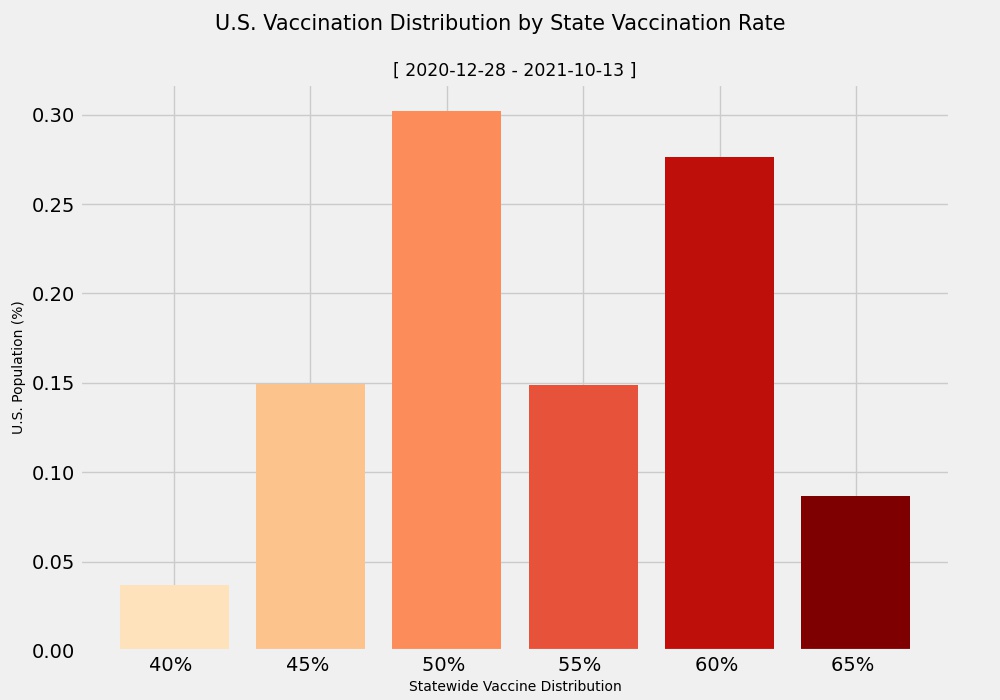 U.S. Vaccination Distribution by State Vaccination Rate
[ 2020-12-28 - 2021-10-13 ]
0.30
0.25
0.20
0.15
0.10
0.05
0.00
U.S. Population (%)
40% 45% 50% 55% 60% 65%
Statewide Vaccine Distribution